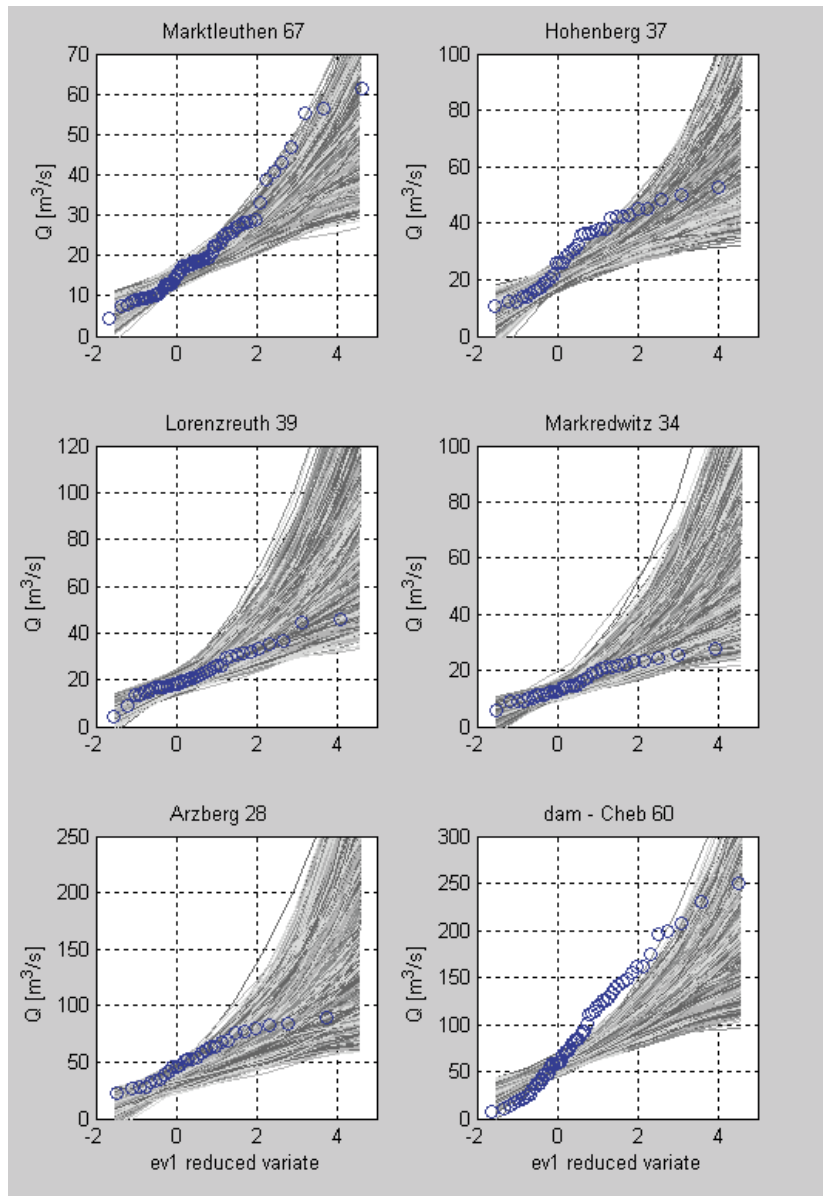 Marktleuthen 67
70
60
50
40
30
20
10
0
Q [m³/s]
-2 0 2 4
Hohenberg 37
100
80
60
40
20
0
Q [m³/s]
-2 0 2 4
Lorenzreuth 39
120
100
80
60
40
20
0
Q [m³/s]
-2 0 2 4
Markredwitz 34
100
80
60
40
20
0
Q [m³/s]
-2 0 2 4
Arzberg 28
250
200
150
100
50
0
Q [m³/s]
-2 0 2 4
ev1 reduced variate
dam - Cheb 60
300
250
200
150
100
50
0
Q [m³/s]
-2 0 2 4
ev1 reduced variate